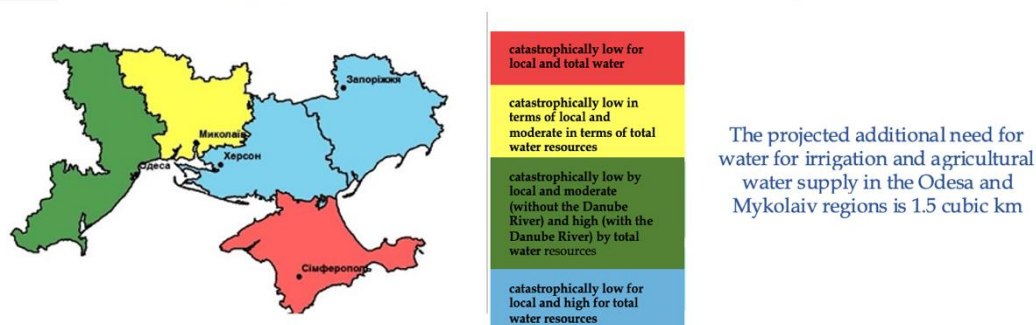 Запоріжжя
Миколаїв
Херсон
Одеса
Сімферополь
catastrophically low for
local and total water
catastrophically low in
terms of local and
moderate in terms of total
water resources
catastrophically low by
local and moderate
(without the Danube
River) and high (with the
Danube River) by total
water resources
catastrophically low for
local and high for total
water resources
The projected additional need for
water for irrigation and agricultural
water supply in the Odesa and
Mykolaiv regions is 1.5 cubic km